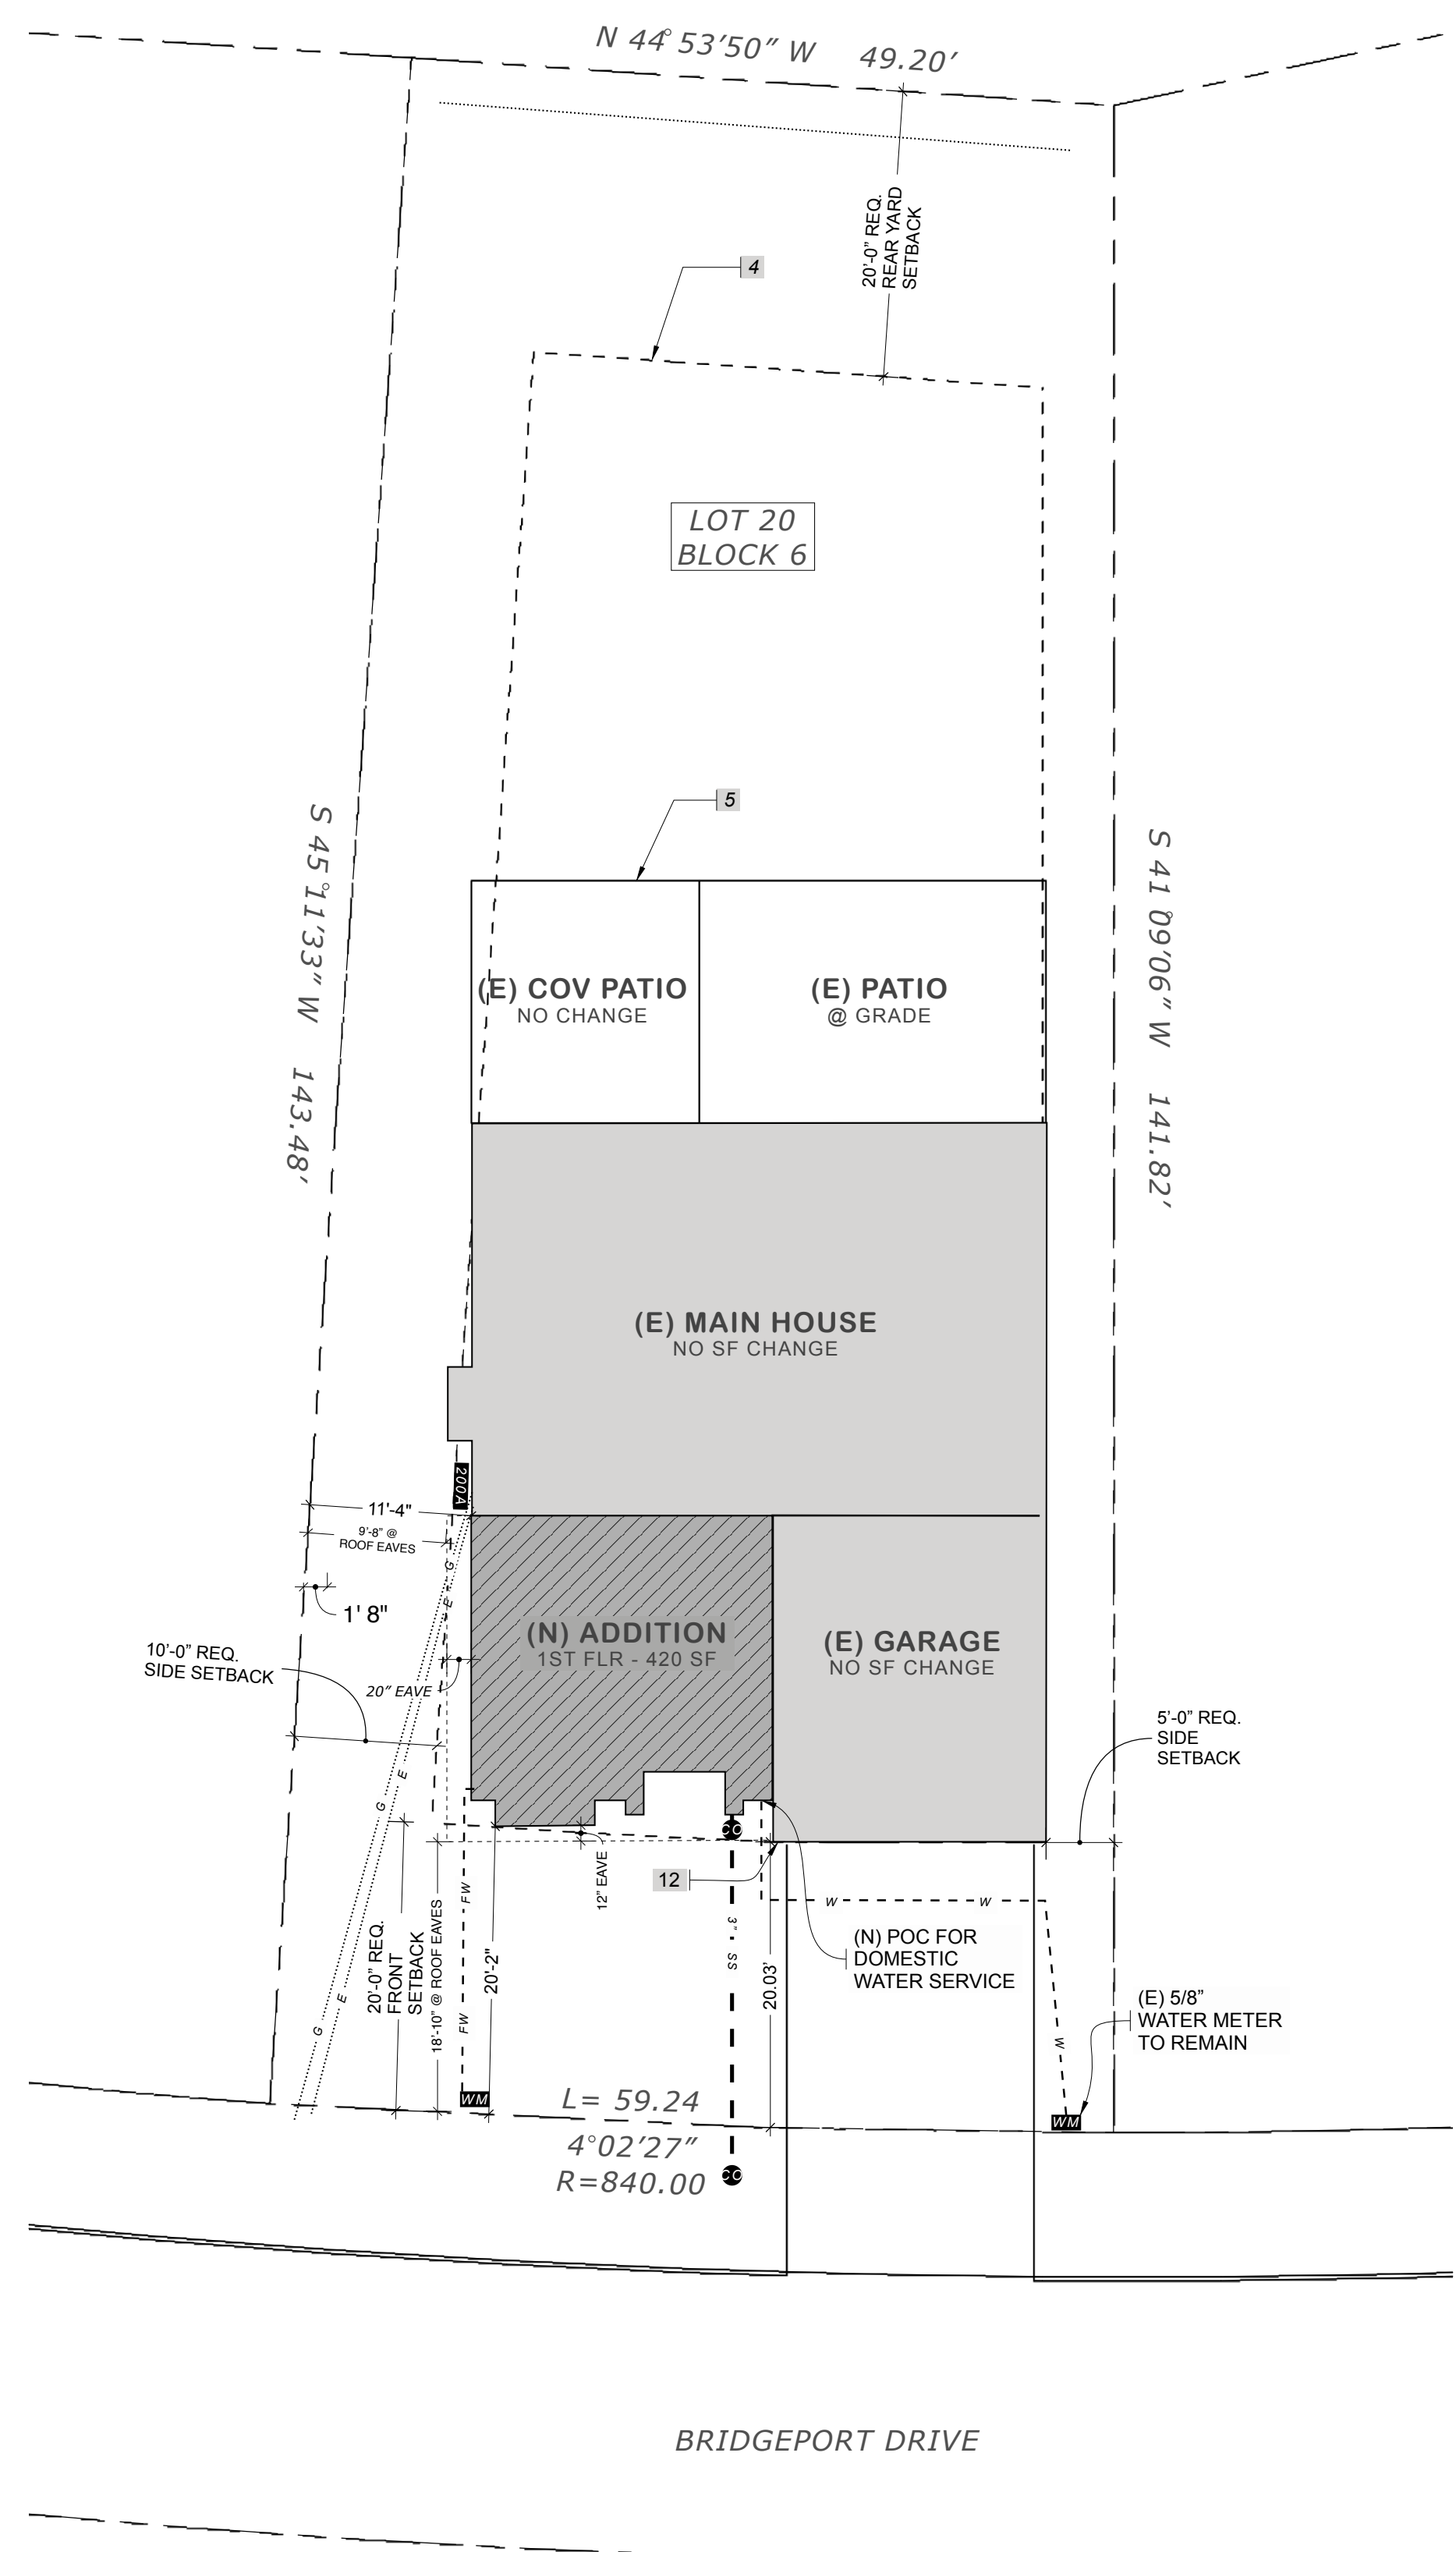 N 44°53’50” W 49.20’
20’-0” REQ.
REAR YARD
SETBACK
4
LOT 20
BLOCK 6
5
S 45°11’33” W 143.48’
S 41°09’06” W 141.82’
(E) COV PATIO
NO CHANGE
(E) PATIO
@ GRADE
(E) MAIN HOUSE
NO SF CHANGE
200A
11'-4"
9’-8” @
ROOF EAVES
G
E
1' 8"
10’-0” REQ.
SIDE SETBACK
20” EAVE
(N) ADDITION
1ST FLR - 420 SF
(E) GARAGE
NO SF CHANGE
5’-0” REQ.
SIDE
SETBACK
E
G
CO
12” EAVE
12
20’-0” REQ.
FRONT
SETBACK
18’-10” @ ROOF EAVES
FW
FW
20’-2”
3” - SS
20.03’
W
W
W
(N) POC FOR
DOMESTIC
WATER SERVICE
(E) 5/8”
WATER METER
TO REMAIN
E
G
WM
WM
L= 59.24
4°02’27”
R=840.00
CO
BRIDGEPORT DRIVE